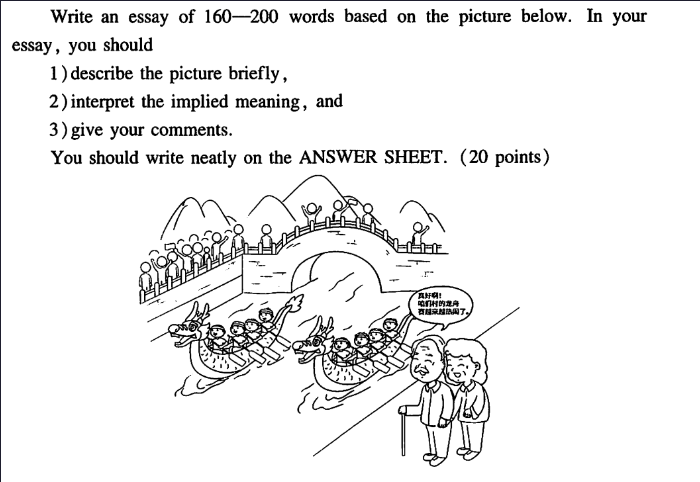 Write an essay of 160—200 words based on the picture below. In your
essay, you should
1)describe the picture briefly,
2)interpret the implied meaning, and
3)give your comments.
You should write neatly on the ANSWER SHEET. (20 points)
真好啊!
咱们村的龙舟
赛越来越热闹了。